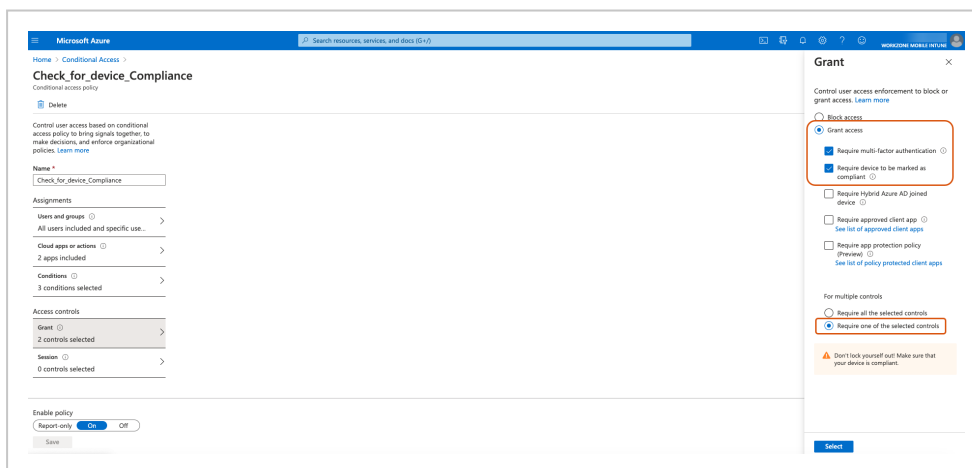 Microsoft Azure
Search resources, services, and docs (G+/)
WORKZONE MOBILE INTUNE
Home > Conditional Access >
Check_for_device_Compliance
Conditional access policy
Delete
Control user access based on conditional
access policy to bring signals together, to
make decisions, and enforce organizational
policies. Learn more
Name *
Check_for_device_Compliance
Assignments
Users and groups
All users included and specific use...
Cloud apps or actions
2 apps included
Conditions
3 conditions selected
Access controls
Grant
2 controls selected
Session
0 controls selected
Enable policy
Report-only On Off
Save
Grant
Control user access enforcement to block or
grant access. Learn more
Block access
Grant access
Require multi-factor authentication
Require device to be marked as
compliant
Require Hybrid Azure AD joined
device
Require approved client app
See list of approved client apps
Require app protection policy
(Preview)
See list of policy protected client apps
For multiple controls
Require all the selected controls
Require one of the selected controls
Don't lock yourself out! Make sure that
your device is compliant.
Select